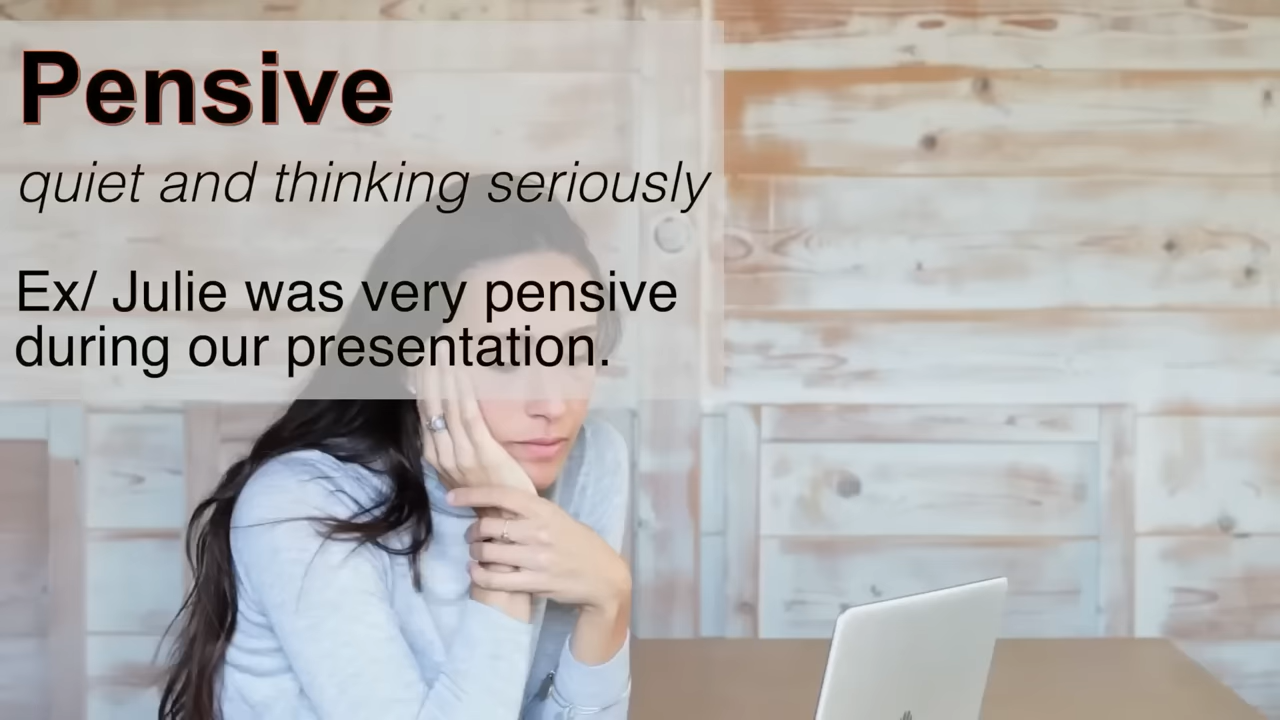 Pensive
quiet and thinking seriously
Ex/ Julie was very pensive
during our presentation.